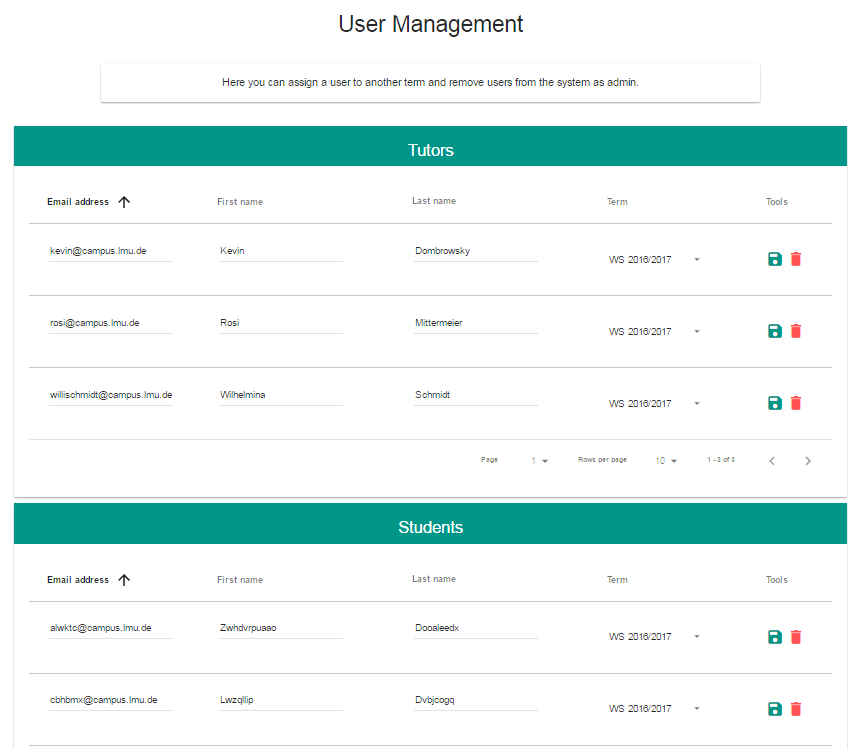 User Management
Here you can assign a user to another term and remove users from the system as admin.
Tutors
Email address First name Last name Term Tools
kevin@campus.lmu.de Kevin Dombrowsky WS 2016/2017
rosi@campus.lmu.de Rosi Mittermeier WS 2016/2017
willischmidt@campus.lmu.de Wilhelmina Schmidt WS 2016/2017
Page 1 Rows per page 10 1 - 3 of 3
Students
Email address First name Last name Term Tools
alwktc@campus.lmu.de Zwhdvrpuaao Dooaleedx WS 2016/2017
cbhbmx@campus.lmu.de Lwzqllip Dvbjcogq WS 2016/2017